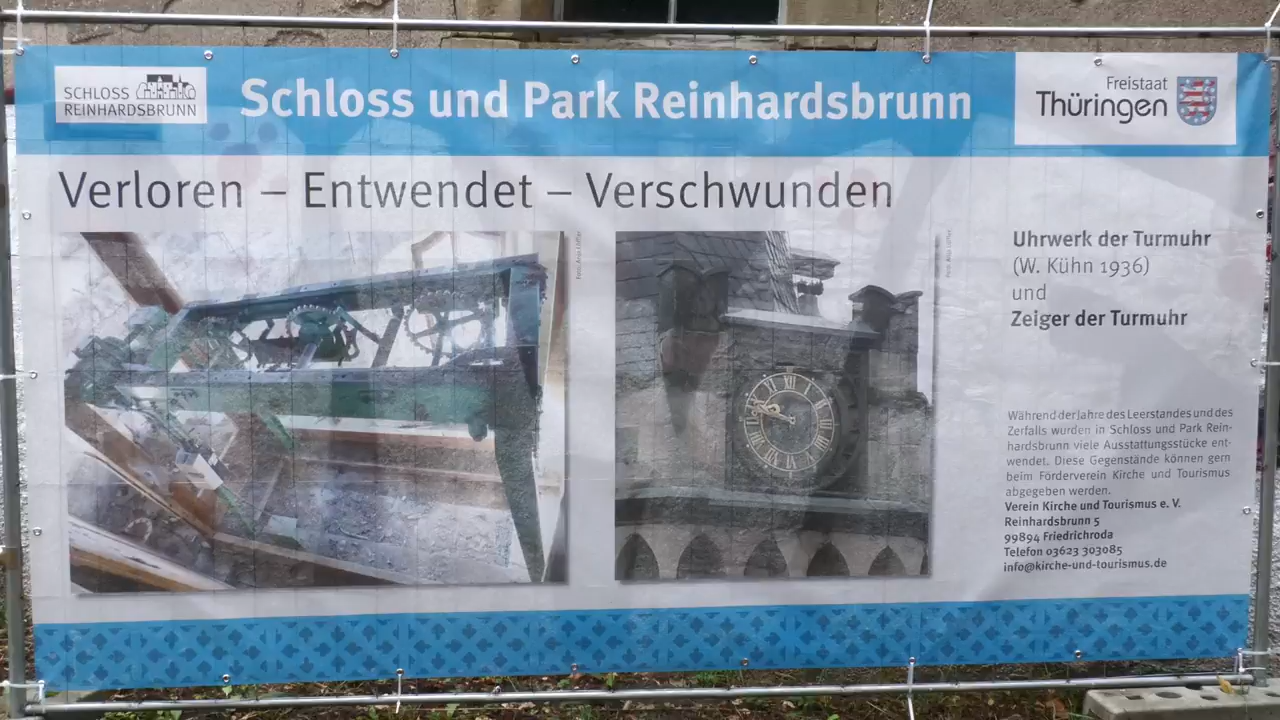 SCHLOSS
REINHARDSBRUNN
Schloss und Park Reinhardsbrunn
Freistaat
Thüringen
Verloren – Entwendet – Verschwunden
Uhrwerk der Turmuhr
(W. Kühn 1936)
und
Zeiger der Turmuhr
Während der Jahre des Leerstandes und des
Zerfalls wurden in Schloss und Park Rein-
hardsbrunn viele Ausstattungsstücke ent-
wendet. Diese Gegenstände können gern
beim Förderverein Kirche und Tourismus
abgegeben werden.
Verein Kirche und Tourismus e. V.
Reinhardsbrunn 5
99894 Friedrichroda
Telefon 03623 303085
info@kirche-und-tourismus.de